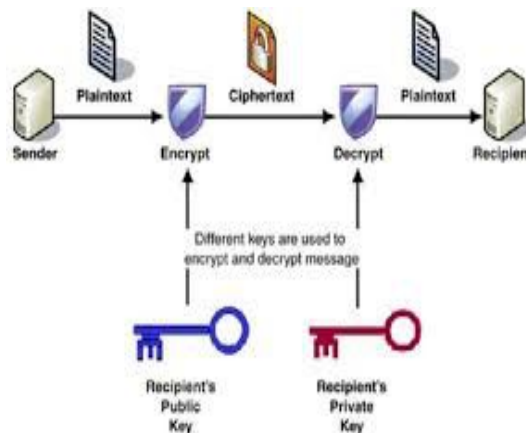 Plaintext
Ciphertext
Plaintext
Sender
Encrypt
Decrypt
Recipient
Different keys are used to
encrypt and decrypt message
Recipient's
Public
Key
Recipient's
Private
Key